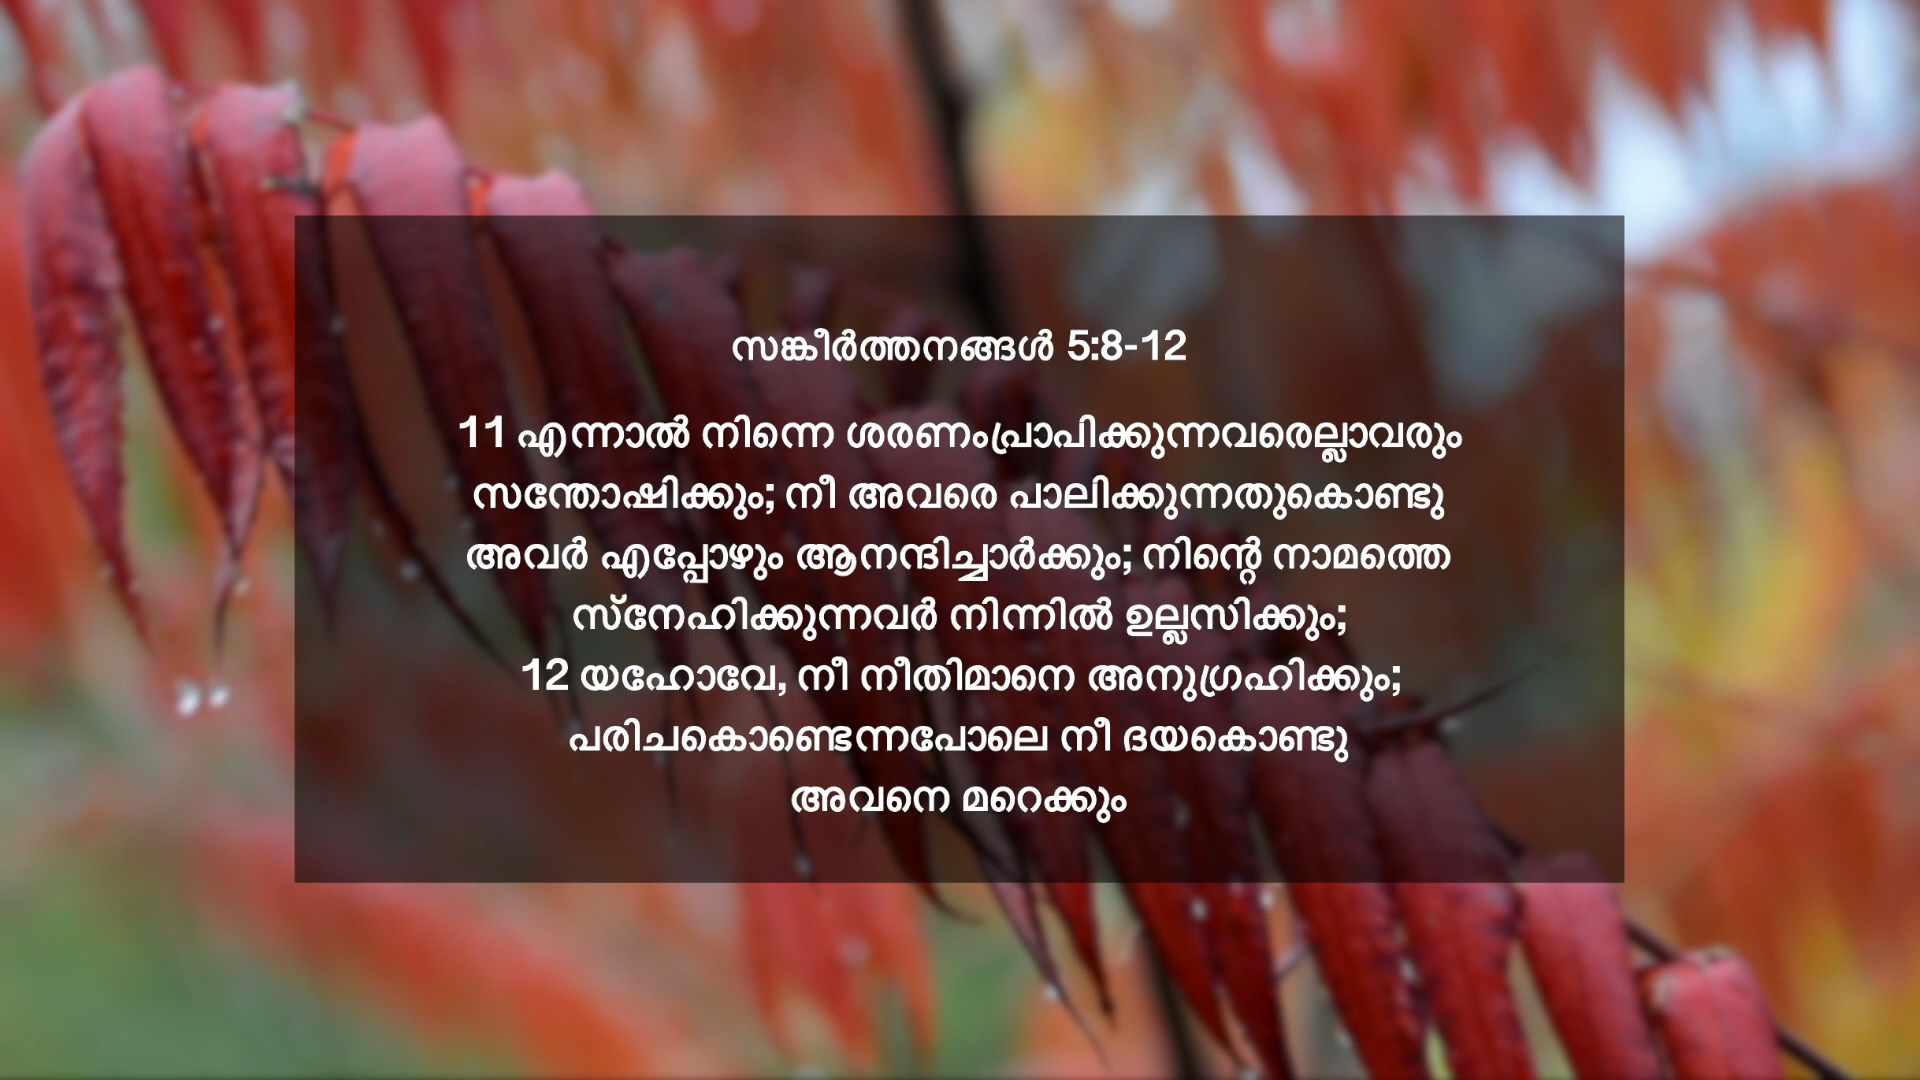 സങ്കീർത്തനങ്ങൾ 5:8-12
11 എന്നാൽ നിന്നെ ശരണംപ്രാപിക്കുന്നവരെല്ലാവരും
സന്തോഷിക്കും; നീ അവരെ പാലിക്കുന്നതുകൊണ്ടു
അവർ എപ്പോഴും ആനന്ദിച്ചാർക്കും; നിന്റെ നാമത്തെ
സ്നേഹിക്കുന്നവർ നിന്നിൽ ഉല്ലസിക്കും;
12 യഹോവേ, നീ നീതിമാനെ അനുഗ്രഹിക്കും;
പരിചകൊണ്ടെന്നപോലെ നീ ദയകൊണ്ടു
അവനെ മറെക്കും